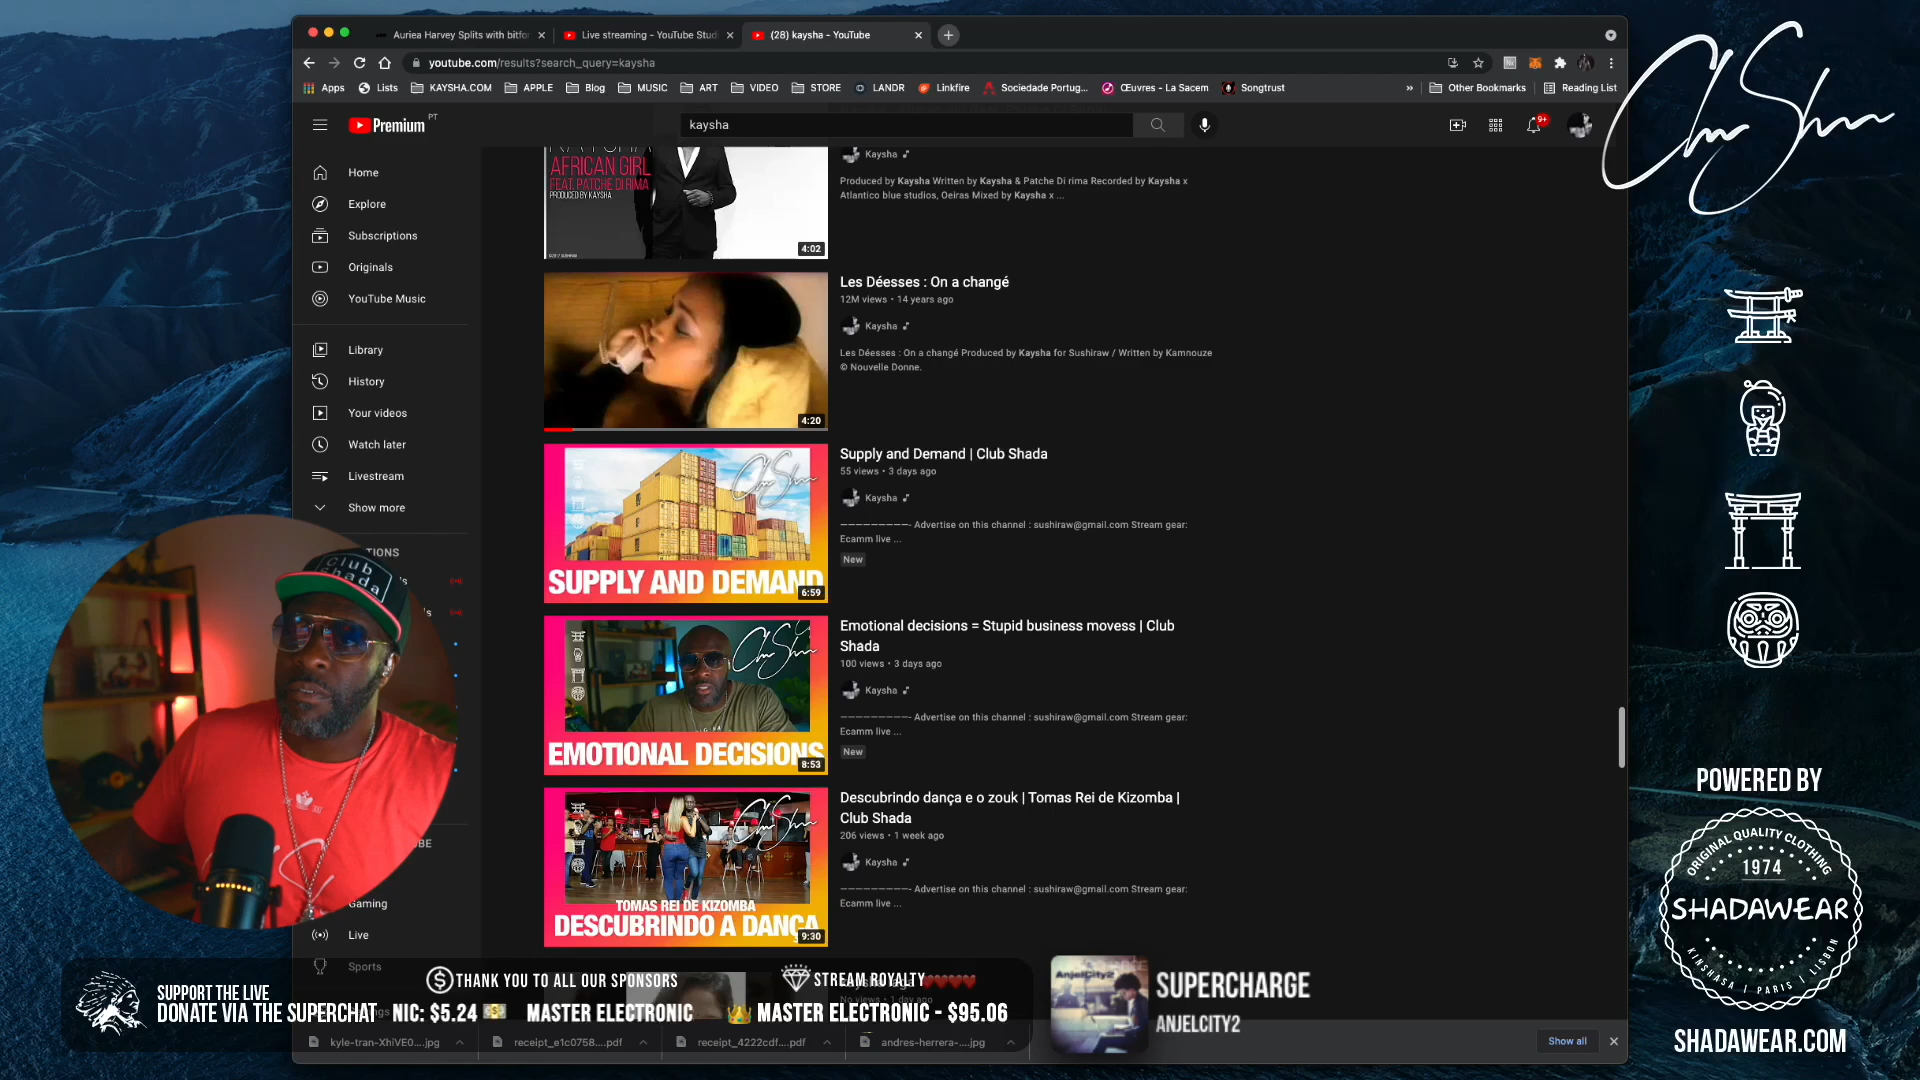 Auriea Harvey Splits with bitfor
Live streaming - YouTube Stud
(28) kaysha - YouTube
youtube.com/results?search_query=kaysha
Apps
Lists
KAYSHA.COM
APPLE
Blog
MUSIC
ART
VIDEO
STORE
LANDR
Linkfire
Sociedade Portug...
Œuvres - La Sacem
Songtrust
»
Other Bookmarks
Reading List
Premium
PT
kaysha
9+
Home
Explore
Subscriptions
Originals
YouTube Music
Library
History
Your videos
Watch later
Livestream
Show more
TIONS
Gaming
Live
Sports
AFRICAN GIRL
FEAT. PATCHE DI RIMA
PRODUCED BY KAYSHA
4:02
Kaysha
Produced by Kaysha Written by Kaysha & Patche Di rima Recorded by Kaysha x
Atlantico blue studios, Oeiras Mixed by Kaysha x ...
4:20
Les Déesses : On a changé
12M views • 14 years ago
Kaysha
Les Déesses : On a changé Produced by Kaysha for Sushiraw / Written by Kamnouze
© Nouvelle Donne.
SUPPLY AND DEMAND
6:59
Supply and Demand | Club Shada
55 views • 3 days ago
Kaysha
––––––––––- Advertise on this channel : sushiraw@gmail.com Stream gear:
Ecamm live ...
New
EMOTIONAL DECISIONS
8:53
Emotional decisions = Stupid business movess | Club
Shada
100 views • 3 days ago
Kaysha
––––––––––- Advertise on this channel : sushiraw@gmail.com Stream gear:
Ecamm live ...
New
TOMAS REI DE KIZOMBA
DESCUBRINDO A DANÇA
9:30
Descubrindo dança e o zouk | Tomas Rei de Kizomba |
Club Shada
206 views • 1 week ago
Kaysha
––––––––––- Advertise on this channel : sushiraw@gmail.com Stream gear:
Ecamm live ...
No views • 1 day ago
club
shada
SUPPORT THE LIVE
DONATE VIA THE SUPERCHAT
THANK YOU TO ALL OUR SPONSORS
NIC: $5.24
MASTER ELECTRONIC
STREAM ROYALTY
MASTER ELECTRONIC - $95.06
AnjelCity2
SUPERCHARGE
ANJELCITY2
kyle-tran-XhiVE0....jpg
receipt_e1c0758....pdf
receipt_4222cdf....pdf
andres-herrera-....jpg
Show all
POWERED BY
ORIGINAL QUALITY CLOTHING
1974
SHADAWEAR
KINSHASA | PARIS | LISBON
SHADAWEAR.COM